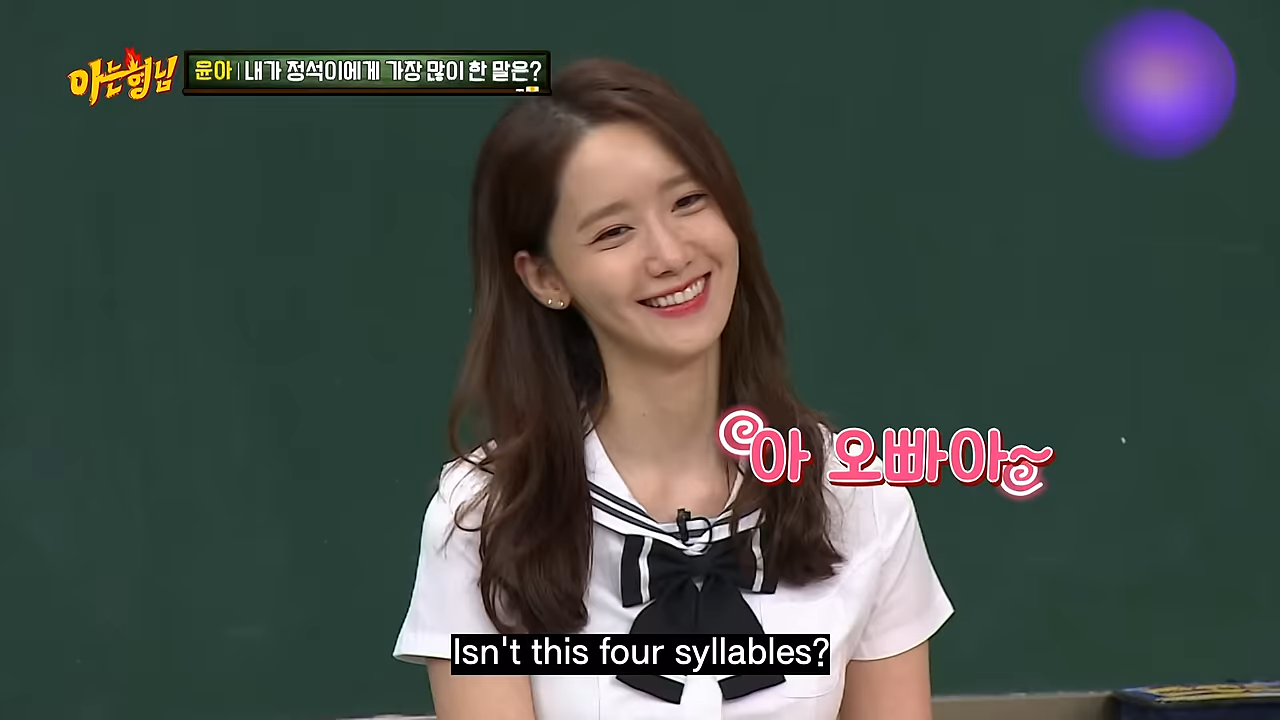 아는형님
윤아 | 내가 정석이에게 가장 많이 한 말은?
아 오빠아~
Isn't this four syllables?